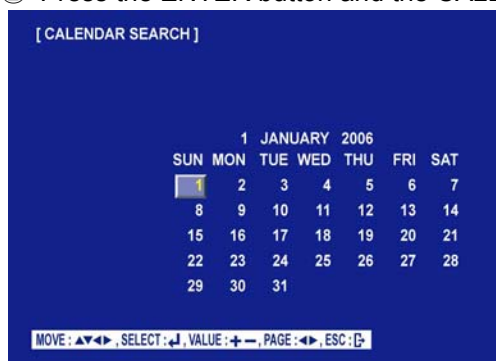 [ CALENDAR SEARCH ]
1 JANUARY 2006
SUN MON TUE WED THU FRI SAT
1 2 3 4 5 6 7
8 9 10 11 12 13 14
15 16 17 18 19 20 21
22 23 24 25 26 27 28
29 30 31
MOVE : ▲▼◀▶ , SELECT : ↵ , VALUE : + − , PAGE : ◀▶ , ESC :